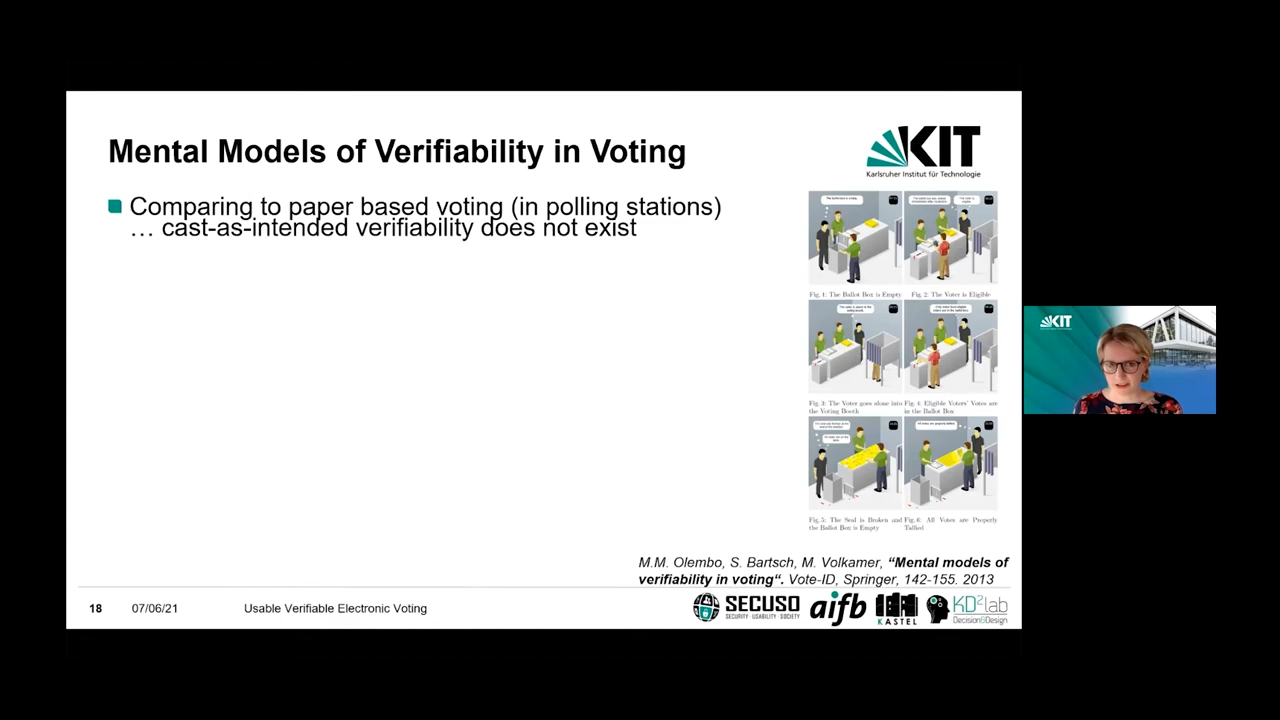 Mental Models of Verifiability in Voting
KIT
Karlsruher Institut für Technologie
Comparing to paper based voting (in polling stations)
… cast-as-intended verifiability does not exist
Fig. 1: The Ballot Box is Empty
Fig. 2: The Voter is Eligible
Fig. 3: The Voter goes alone into
the Voting Booth
Fig. 4: Eligible Voters' Votes are
in the Ballot Box
Fig. 5: The Seal is Broken and
the Ballot Box is Empty
Fig. 6: All Votes are Properly
Tallied
M.M. Olembo, S. Bartsch, M. Volkamer, “Mental models of
verifiability in voting“. Vote-ID, Springer, 142-155. 2013
18
07/06/21
Usable Verifiable Electronic Voting
SECUSO
SECURITY · USABILITY · SOCIETY
aifb
KASTEL
KD²lab
Decision&Design
KIT